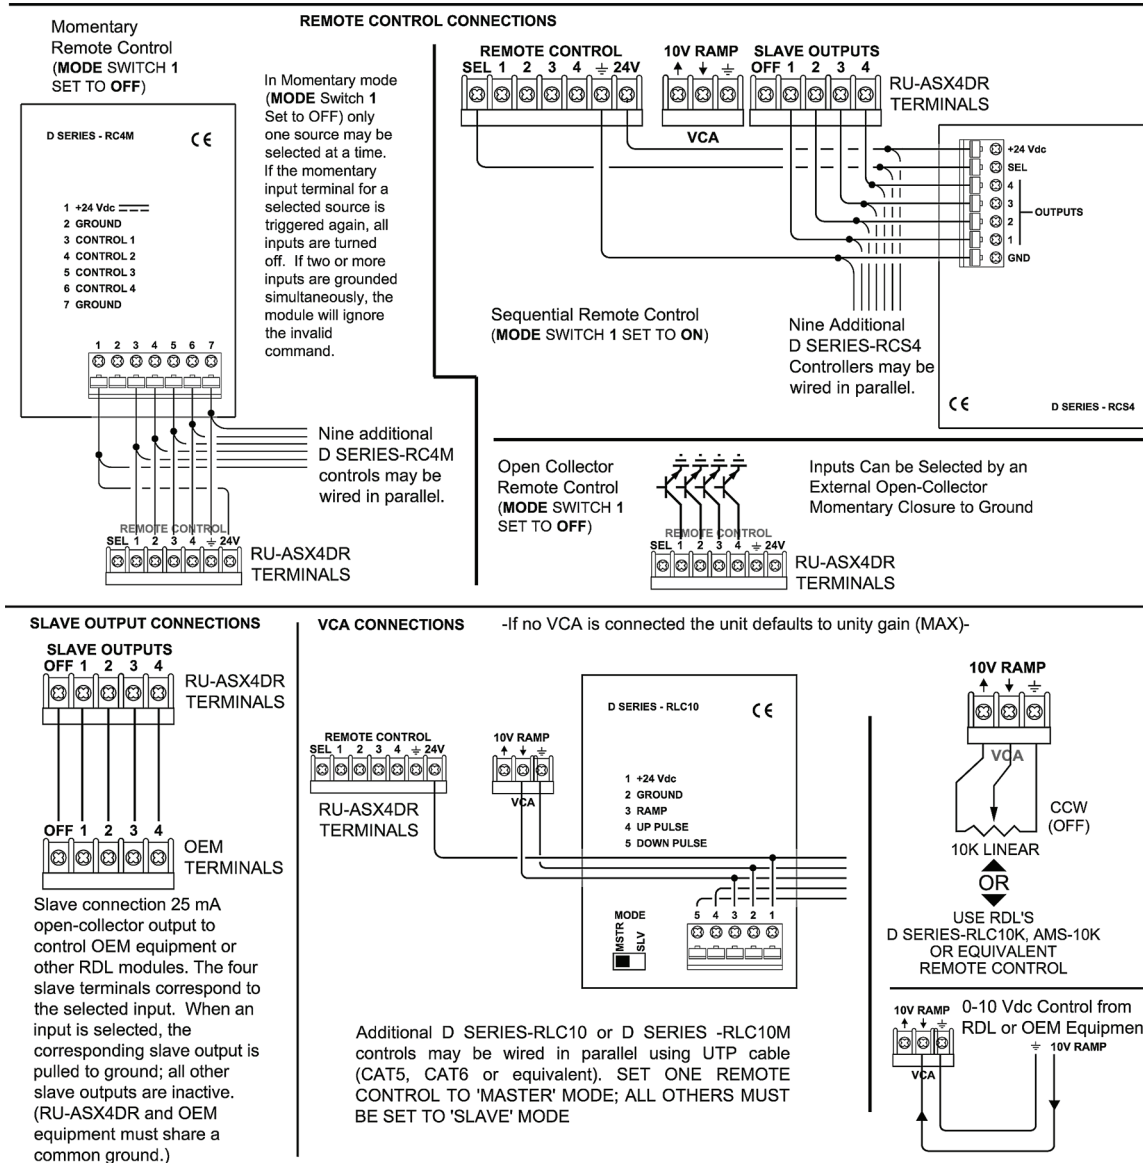 REMOTE CONTROL CONNECTIONS
Momentary
Remote Control
(MODE SWITCH 1
SET TO OFF)
D SERIES - RC4M
CE
1 +24 Vdc
2 GROUND
3 CONTROL 1
4 CONTROL 2
5 CONTROL 3
6 CONTROL 4
7 GROUND
1 2 3 4 5 6 7
In Momentary mode
(MODE Switch 1
Set to OFF) only
one source may be
selected at a time.
If the momentary
input terminal for a
selected source is
triggered again, all
inputs are turned
off. If two or more
inputs are grounded
simultaneously, the
module will ignore
the invalid
command.
Nine additional
D SERIES-RC4M
controls may be
wired in parallel.
REMOTE CONTROL
SEL 1 2 3 4 24V
RU-ASX4DR
TERMINALS
REMOTE CONTROL
SEL 1 2 3 4 24V
10V RAMP
VCA
SLAVE OUTPUTS
OFF 1 2 3 4
RU-ASX4DR
TERMINALS
+24 Vdc
SEL
4
3
2
1
OUTPUTS
GND
Sequential Remote Control
(MODE SWITCH 1 SET TO ON)
Nine Additional
D SERIES-RCS4
Controllers may be
wired in parallel.
CE
D SERIES - RCS4
Open Collector
Remote Control
(MODE SWITCH 1
SET TO OFF)
REMOTE CONTROL
SEL 1 2 3 4 24V
RU-ASX4DR
TERMINALS
Inputs Can be Selected by an
External Open-Collector
Momentary Closure to Ground
SLAVE OUTPUT CONNECTIONS
SLAVE OUTPUTS
OFF 1 2 3 4
RU-ASX4DR
TERMINALS
OFF 1 2 3 4
OEM
TERMINALS
Slave connection 25 mA
open-collector output to
control OEM equipment or
other RDL modules. The four
slave terminals correspond to
the selected input. When an
input is selected, the
corresponding slave output is
pulled to ground; all other
slave outputs are inactive.
(RU-ASX4DR and OEM
equipment must share a
common ground.)
VCA CONNECTIONS
-If no VCA is connected the unit defaults to unity gain (MAX)-
REMOTE CONTROL
SEL 1 2 3 4 24V
RU-ASX4DR
TERMINALS
10V RAMP
VCA
D SERIES - RLC10
CE
1 +24 Vdc
2 GROUND
3 RAMP
4 UP PULSE
5 DOWN PULSE
MODE
MSTR
SLV
5 4 3 2 1
Additional D SERIES-RLC10 or D SERIES -RLC10M
controls may be wired in parallel using UTP cable
(CAT5, CAT6 or equivalent). SET ONE REMOTE
CONTROL TO 'MASTER' MODE; ALL OTHERS MUST
BE SET TO 'SLAVE' MODE
10V RAMP
VCA
CCW
(OFF)
10K LINEAR
OR
USE RDL'S
D SERIES-RLC10K, AMS-10K
OR EQUIVALENT
REMOTE CONTROL
10V RAMP
VCA
0-10 Vdc Control from
RDL or OEM Equipmen
10V RAMP